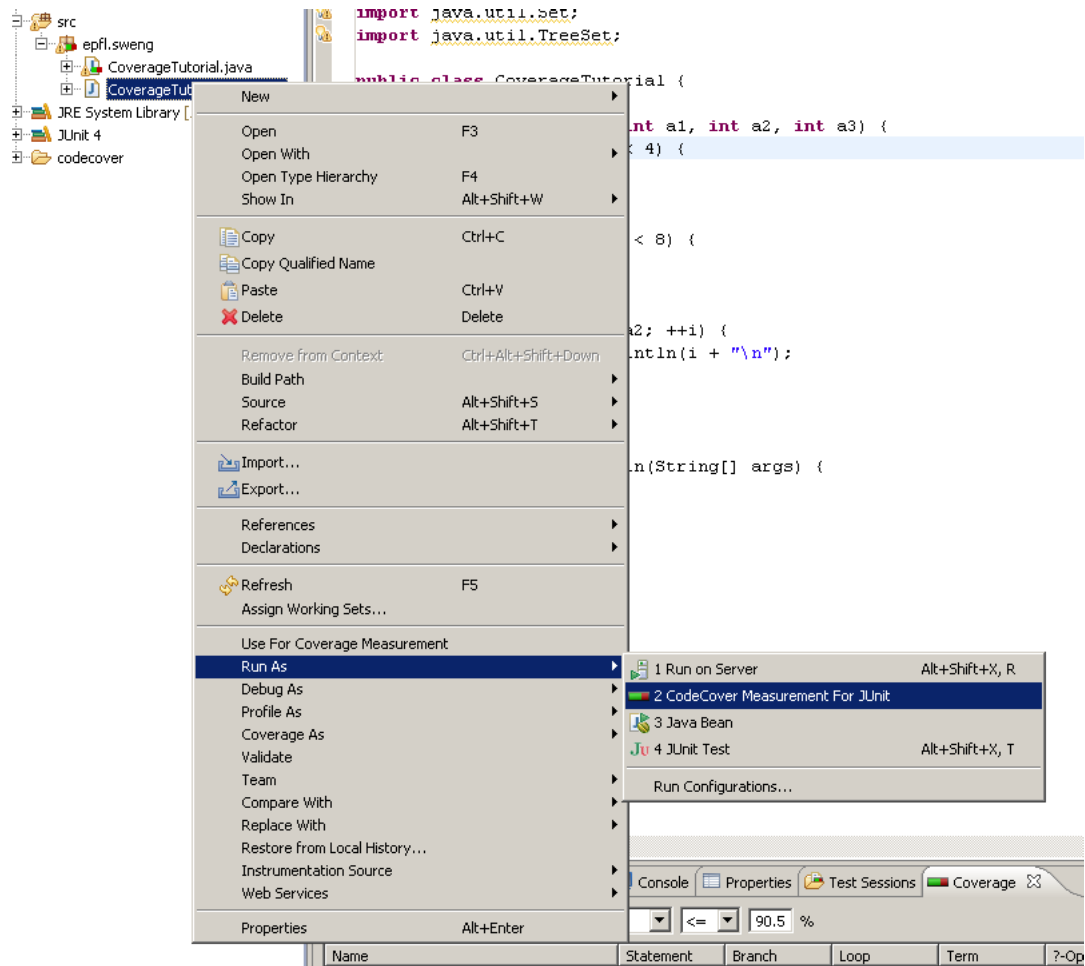 src
epfl.sweng
CoverageTutorial.java
CoverageTut
JRE System Library [
JUnit 4
codecover
import java.util.Set;
import java.util.TreeSet;
public class CoverageTutorial {
int a1, int a2, int a3) {
< 4) {
< 8) {
a2; ++i) {
ntln(i + "\n");
n(String[] args) {
New
Open F3
Open With
Open Type Hierarchy F4
Show In Alt+Shift+W
Copy Ctrl+C
Copy Qualified Name
Paste Ctrl+V
Delete Delete
Remove from Context Ctrl+Alt+Shift+Down
Build Path
Source Alt+Shift+S
Refactor Alt+Shift+T
Import...
Export...
References
Declarations
Refresh F5
Assign Working Sets...
Use For Coverage Measurement
Run As
Debug As
Profile As
Coverage As
Validate
Team
Compare With
Replace With
Restore from Local History...
Instrumentation Source
Web Services
Properties Alt+Enter
1 Run on Server Alt+Shift+X, R
2 CodeCover Measurement For JUnit
3 Java Bean
4 JUnit Test Alt+Shift+X, T
Run Configurations...
Console Properties Test Sessions Coverage
<= 90.5 %
Name Statement Branch Loop Term ?-Op